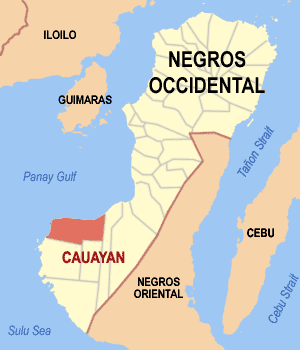 ILOILO
NEGROS
OCCIDENTAL
GUIMARAS
Tañon Strait
Panay Gulf
CEBU
CAUAYAN
NEGROS
ORIENTAL
Cebu Strait
Sulu Sea